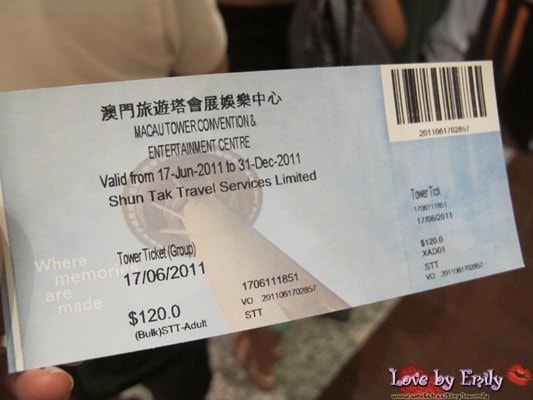 澳門旅遊塔會展娛樂中心
MACAU TOWER CONVENTION &
ENTERTAINMENT CENTRE
Valid from 17-Jun-2011 to 31-Dec-2011
Shun Tak Travel Services Limited
Where
memories
are
made
Tower Ticket (Group)
17/06/2011
$120.0
(Bulk)STT-Adult
1706111851
VO 2011061702857
STT
2011061702857
Tower Tick
1706111851
17/06/2011
$120.0
XAD01
STT
VO 2011061702857
Love by Emily